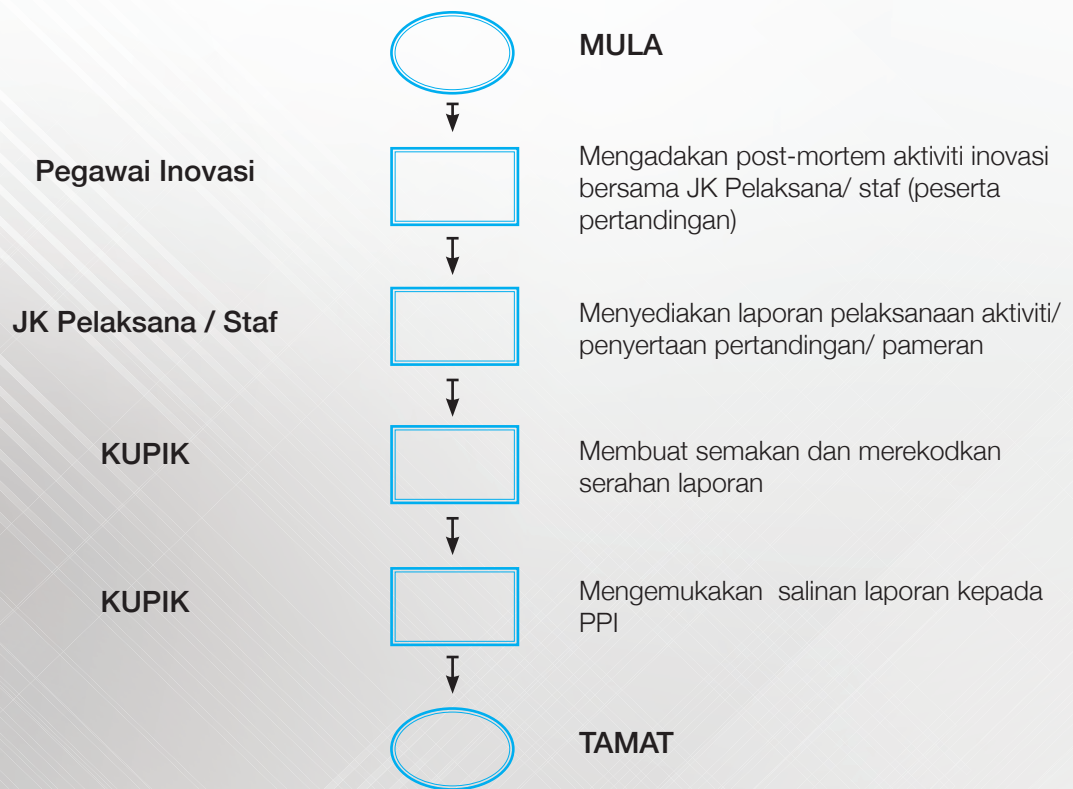 MULA
Pegawai Inovasi
Mengadakan post-mortem aktiviti inovasi
bersama JK Pelaksana/ staf (peserta
pertandingan)
JK Pelaksana / Staf
Menyediakan laporan pelaksanaan aktiviti/
penyertaan pertandingan/ pameran
KUPIK
Membuat semakan dan merekodkan
serahan laporan
KUPIK
Mengemukakan salinan laporan kepada
PPI
TAMAT